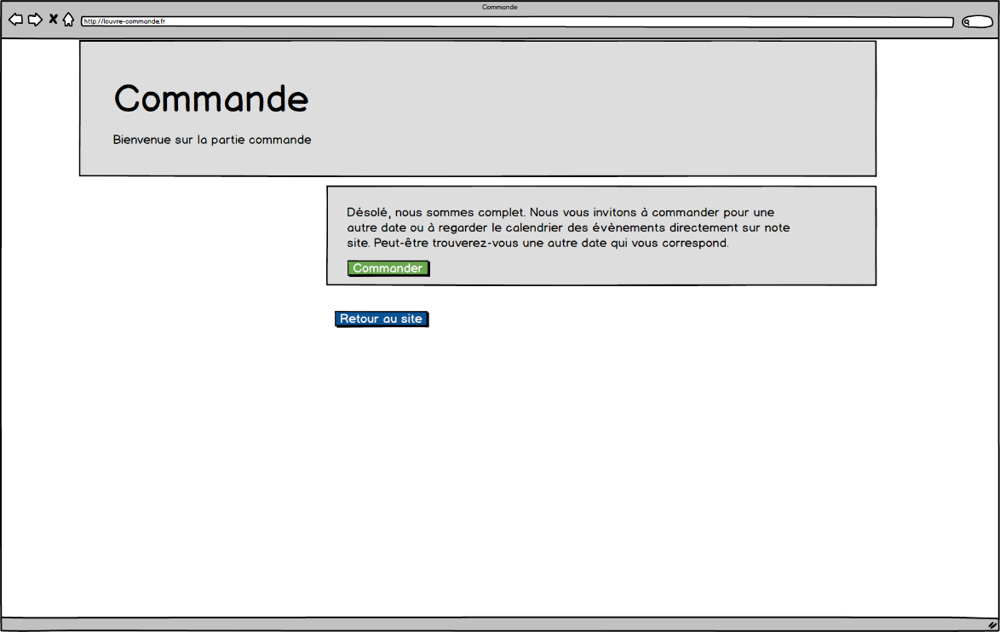 Commande
http://louvre-commande.fr
Commande
Bienvenue sur la partie commande
Désolé, nous sommes complet. Nous vous invitons à commander pour une
autre date ou à regarder le calendrier des évènements directement sur note
site. Peut-être trouverez-vous une autre date qui vous correspond.
Commander
Retour au site